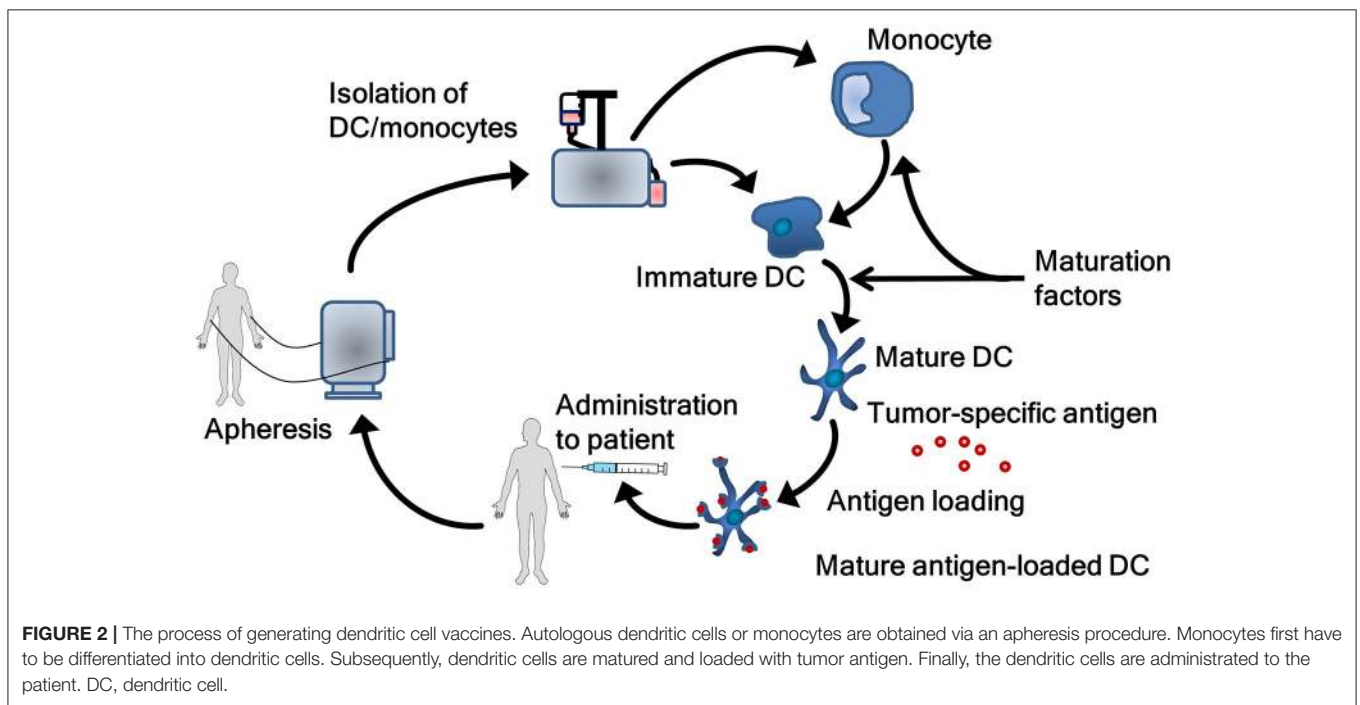 Monocyte
Isolation of
DC/monocytes
Immature DC
Maturation
factors
Mature DC
Apheresis
Administration
to patient
Tumor-specific antigen
Antigen loading
Mature antigen-loaded DC
FIGURE 2 | The process of generating dendritic cell vaccines. Autologous dendritic cells or monocytes are obtained via an apheresis procedure. Monocytes first have
to be differentiated into dendritic cells. Subsequently, dendritic cells are matured and loaded with tumor antigen. Finally, the dendritic cells are administrated to the
patient. DC, dendritic cell.